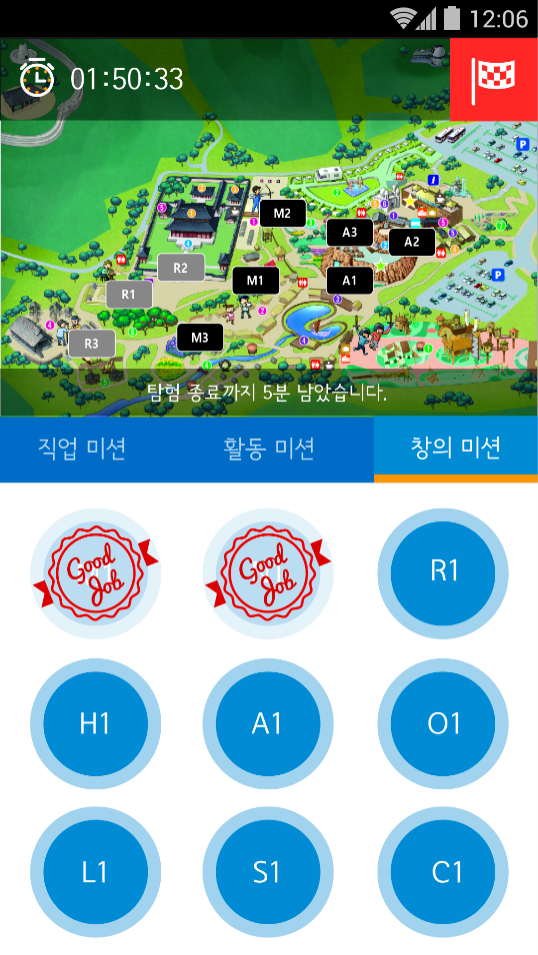 12:06
01:50:33
P
i
M2
A3
A2
R2
M1
A1
P
R1
M3
R3
탐험 종료까지 5분 남았습니다.
직업 미션
활동 미션
창의 미션
Good Job
Good Job
R1
H1
A1
O1
L1
S1
C1